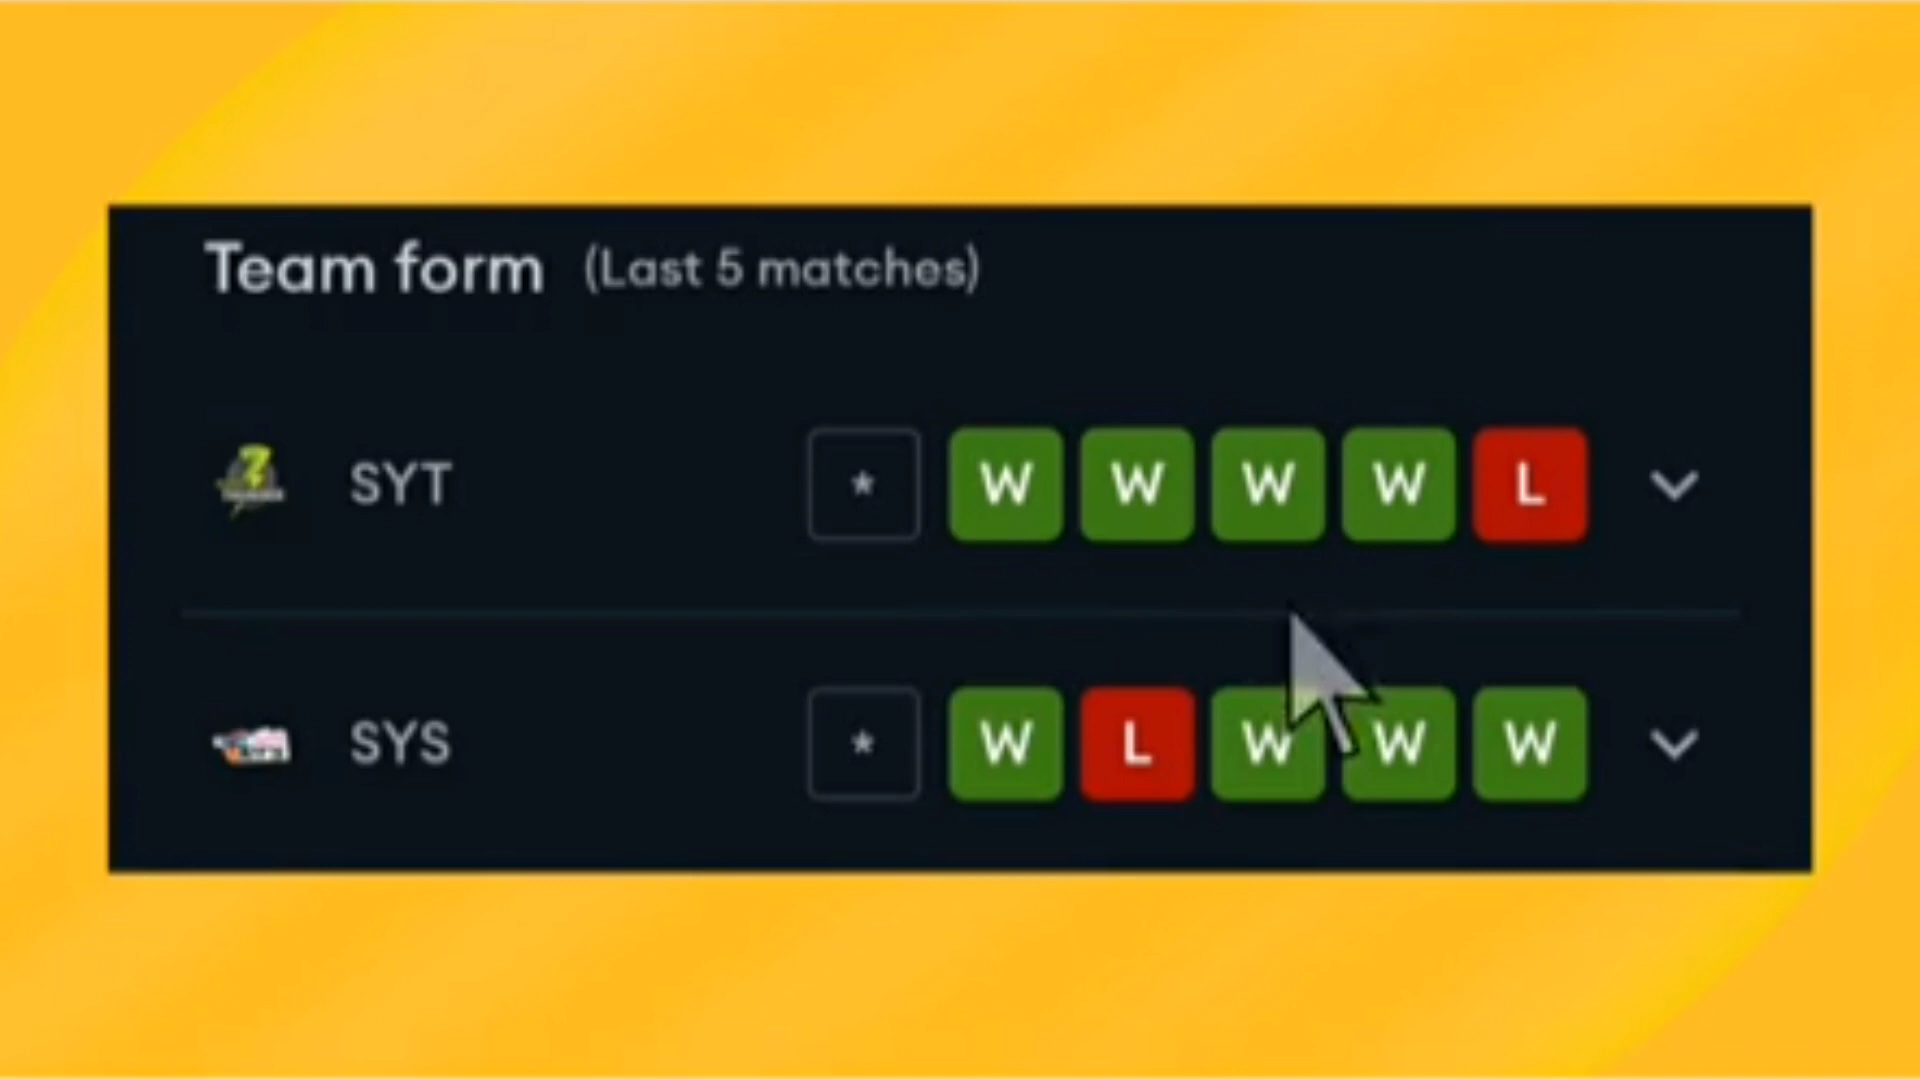 Team form (Last 5 matches)
SYT * W W W W L
SYS * W L W W W